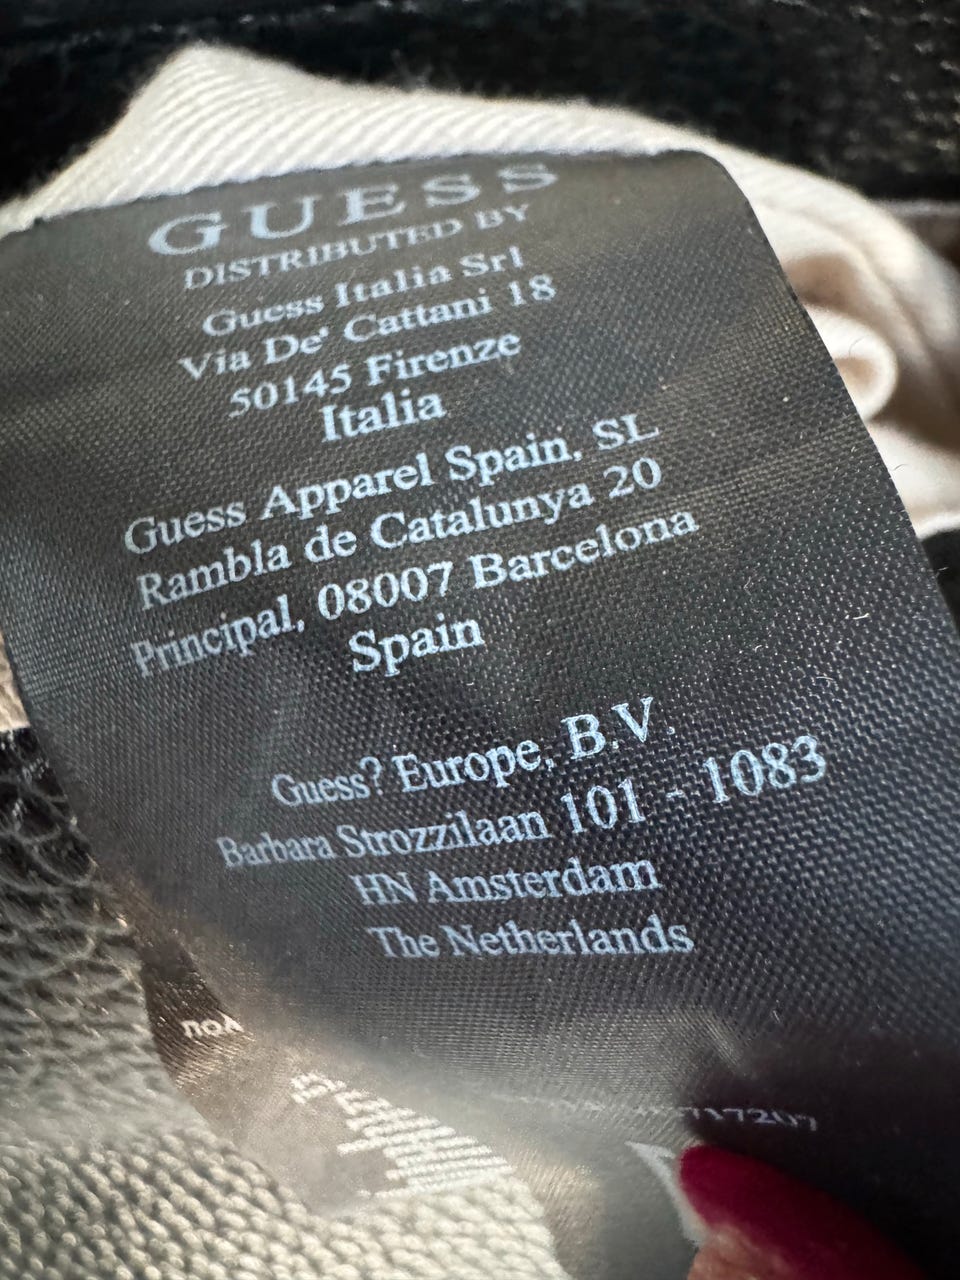 GUESS
DISTRIBUTED BY
Guess Italia Srl
Via De' Cattani 18
50145 Firenze
Italia
Guess Apparel Spain, SL
Rambla de Catalunya 20
Principal, 08007 Barcelona
Spain
Guess? Europe, B.V.
Barbara Strozzilaan 101 - 1083
HN Amsterdam
The Netherlands